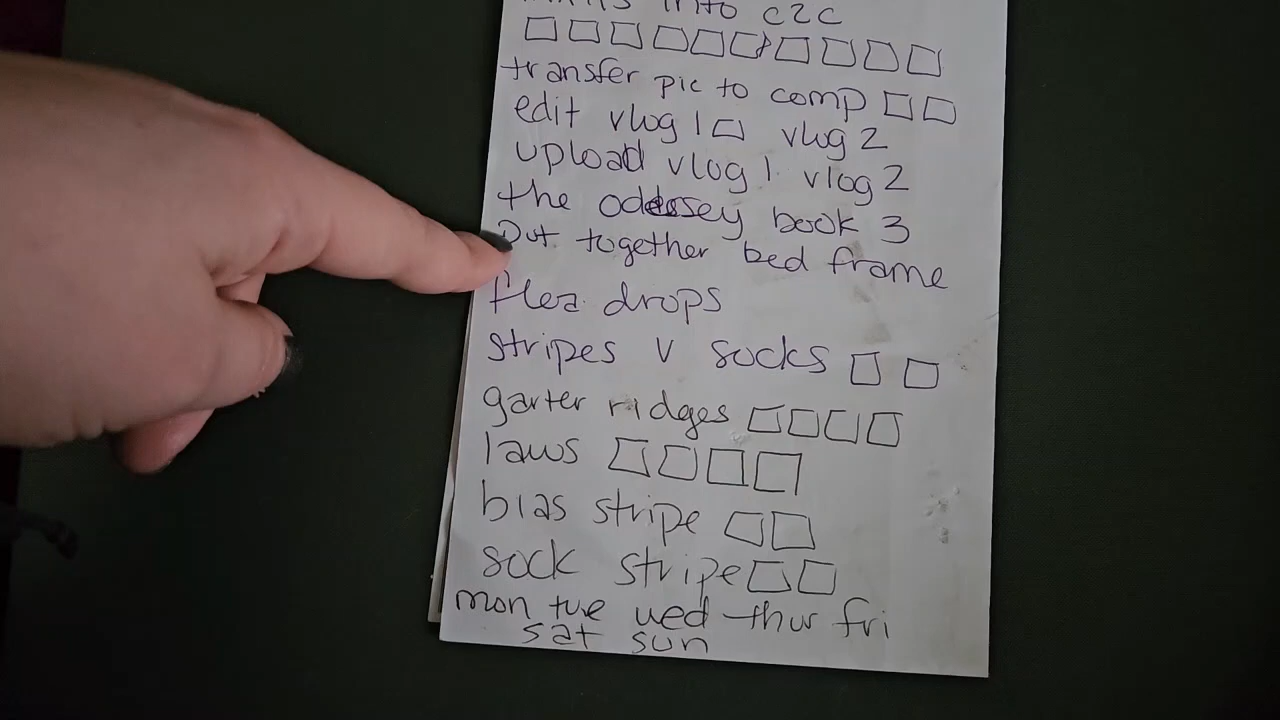 into c2c
transfer pic to comp
edit vlog 1 vlog 2
upload vlog 1 vlog 2
the odessey book 3
put together bed frame
flea drops
stripes v socks
garter ridges
laws
bias stripe
sock stripe
mon tue wed thur fri
sat sun